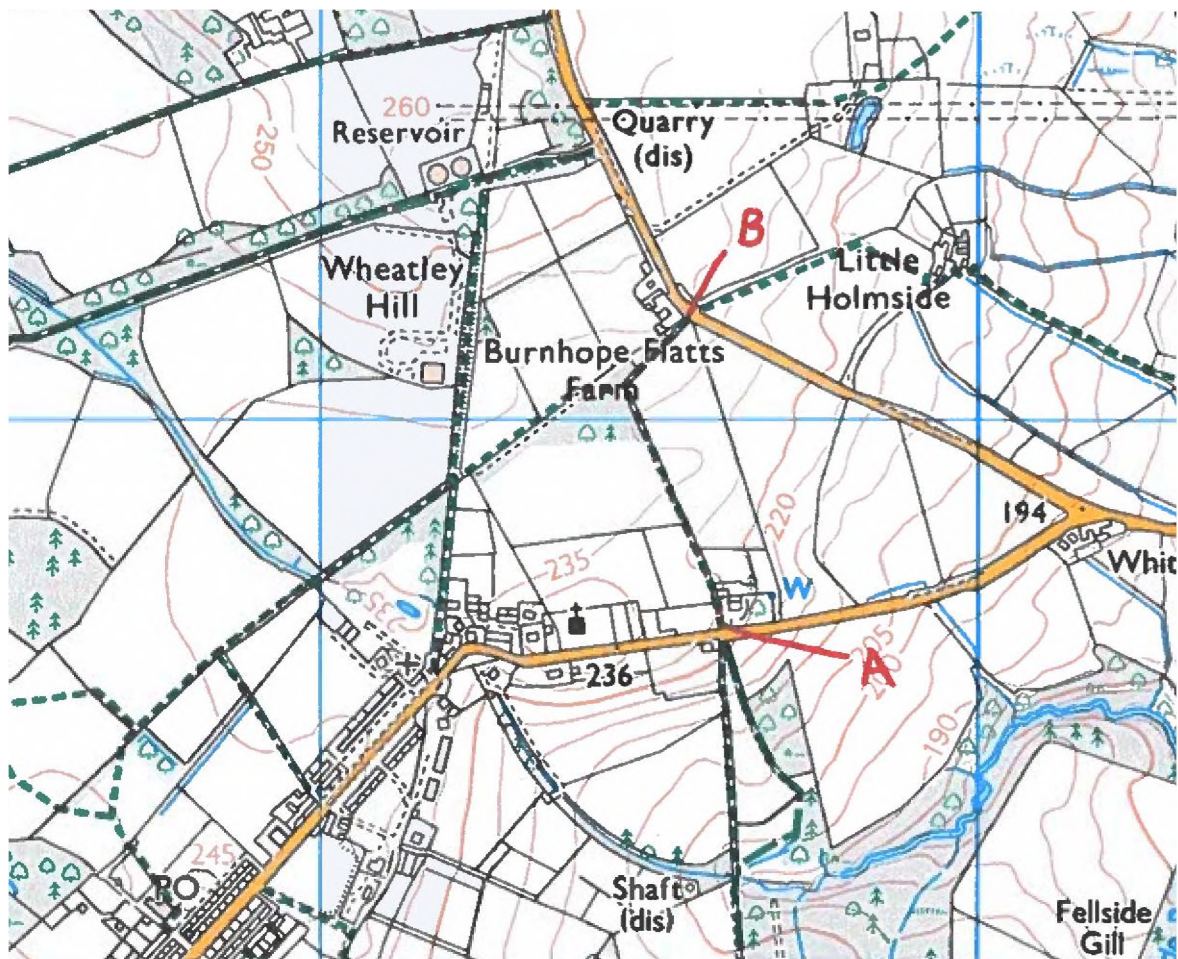 260
Reservoir
Quarry
(dis)
250
B
Wheatley
Hill
Little
Holmside
Burnhope Flatts
Farm
194
Whit
220
235
W
235
236
A
205
200
190
245
PO
Shaft
(dis)
Fellside
Gill